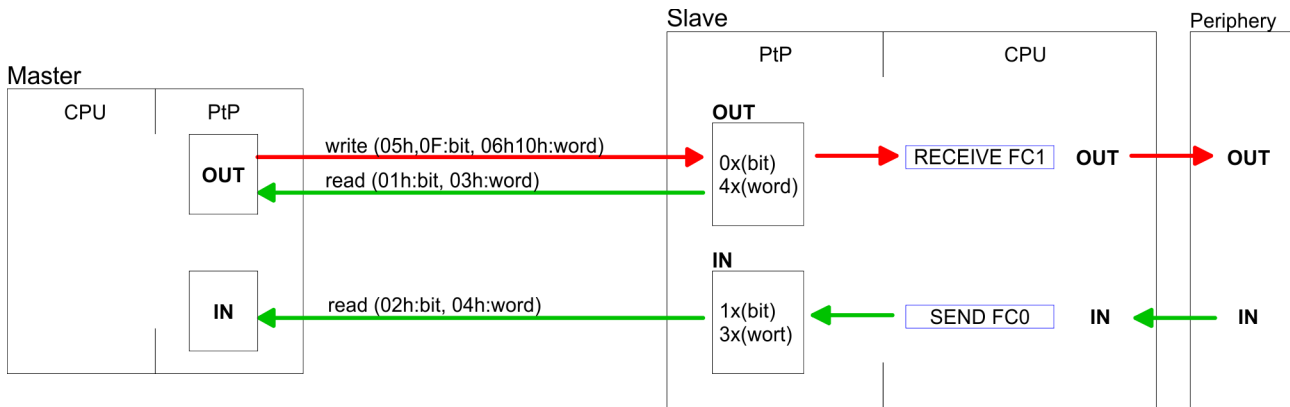 Slave
Periphery
PtP
CPU
Master
CPU
PtP
OUT
write (05h,0F:bit, 06h10h:word)
OUT
read (01h:bit, 03h:word)
0x(bit)
4x(word)
RECEIVE FC1
OUT
OUT
IN
IN
read (02h:bit, 04h:word)
1x(bit)
3x(wort)
SEND FC0
IN
IN